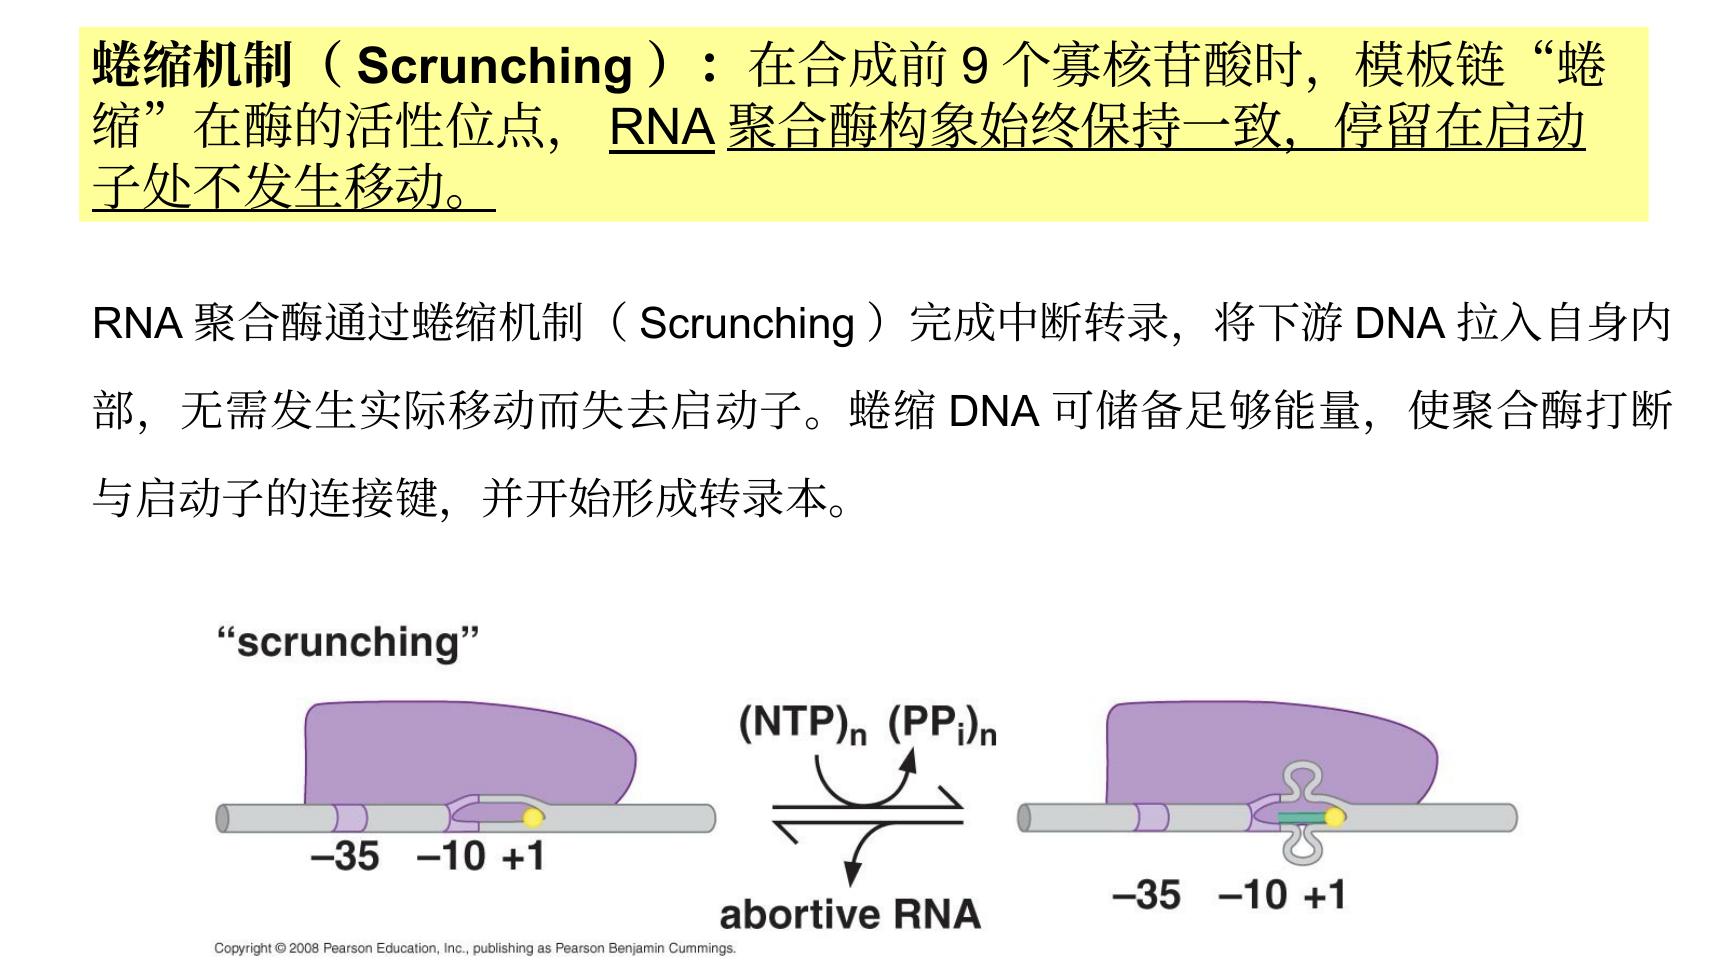 蜷缩机制（Scrunching）：在合成前 9 个寡核苷酸时，模板链“蜷
缩”在酶的活性位点， RNA 聚合酶构象始终保持一致，停留在启动
子处不发生移动。
RNA 聚合酶通过蜷缩机制（Scrunching）完成中断转录，将下游 DNA 拉入自身内
部，无需发生实际移动而失去启动子。蜷缩 DNA 可储备足够能量，使聚合酶打断
与启动子的连接键，并开始形成转录本。
“scrunching”
(NTP)n (PPi)n
–35 –10 +1
abortive RNA
–35 –10 +1
Copyright © 2008 Pearson Education, Inc., publishing as Pearson Benjamin Cummings.